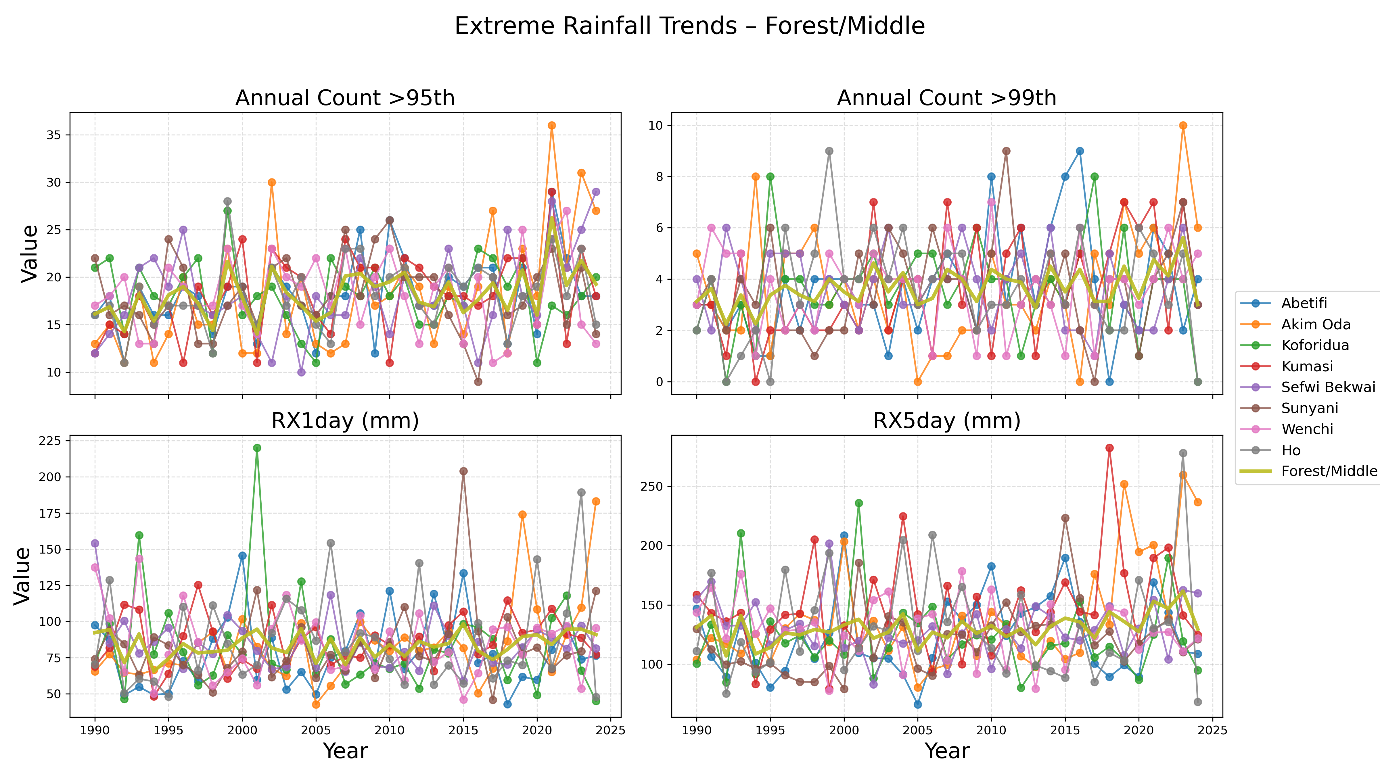 Extreme Rainfall Trends – Forest/Middle
Annual Count >95th
Annual Count >99th
Value
35
30
25
20
15
10
10
8
6
4
2
0
RX1day (mm)
RX5day (mm)
Value
225
200
175
150
125
100
75
50
250
200
150
100
1990 1995 2000 2005 2010 2015 2020 2025
1990 1995 2000 2005 2010 2015 2020 2025
Year
Year
Abetifi
Akim Oda
Koforidua
Kumasi
Sefwi Bekwai
Sunyani
Wenchi
Ho
Forest/Middle